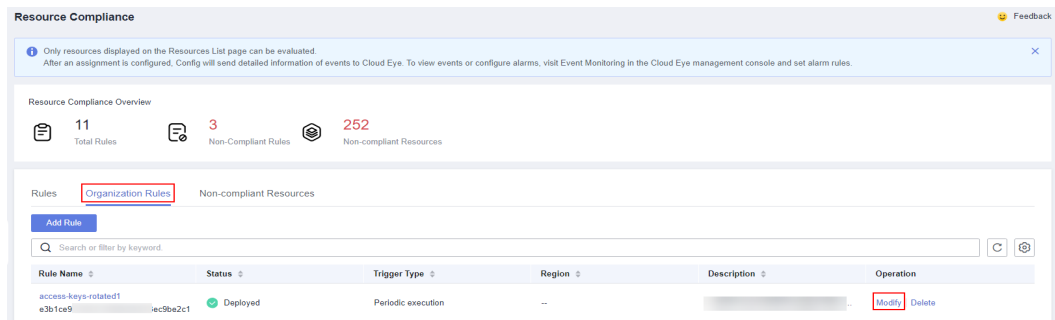 Resource Compliance
Feedback
Only resources displayed on the Resources List page can be evaluated.
After an assignment is configured, Config will send detailed information of events to Cloud Eye. To view events or configure alarms, visit Event Monitoring in the Cloud Eye management console and set alarm rules.
Resource Compliance Overview
11 3 252
Total Rules Non-Compliant Rules Non-compliant Resources
Rules Organization Rules Non-compliant Resources
Add Rule
Search or filter by keyword.
Rule Name Status Trigger Type Region Description Operation
access-keys-rotated1
e3b1ce9 ec9be2c1 Deployed Periodic execution -- .. Modify Delete